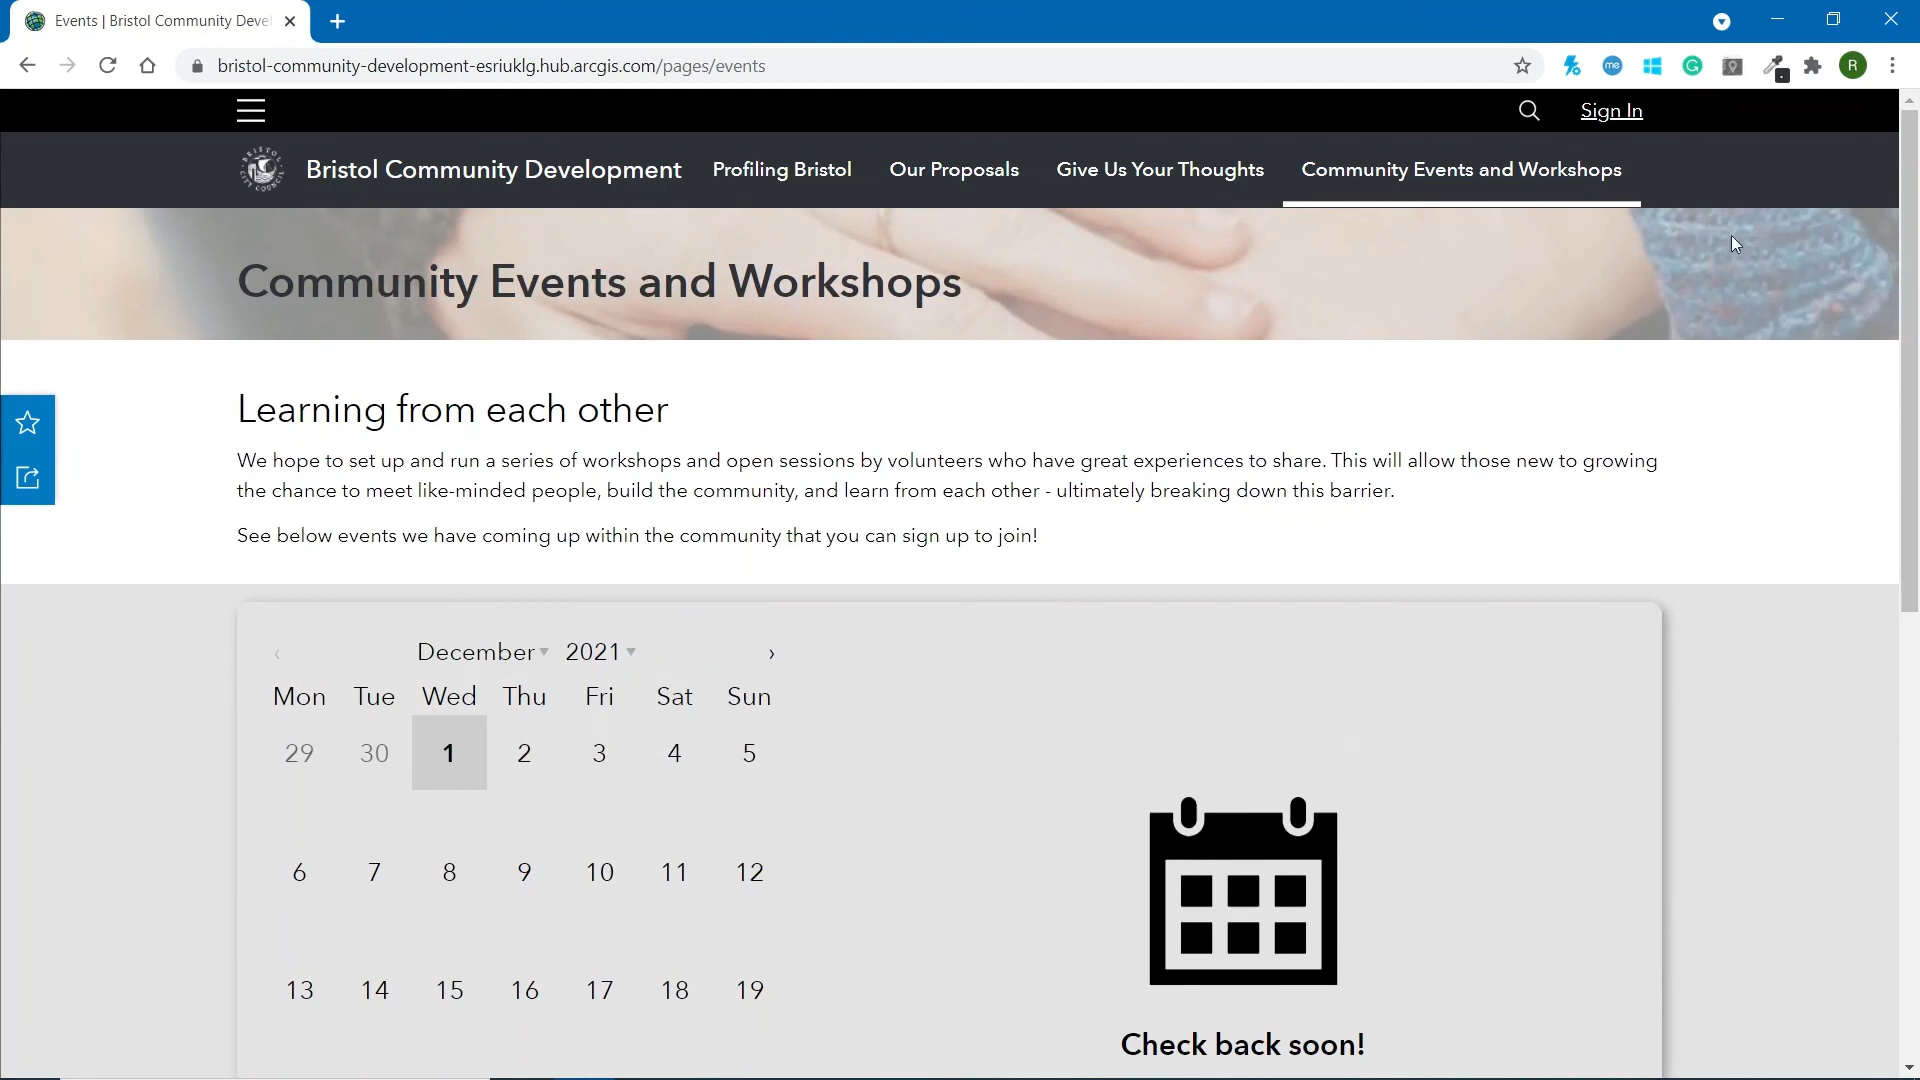 Events | Bristol Community Deve
bristol-community-development-esriuklg.hub.arcgis.com/pages/events
me
G
R
Sign In
BRISTOL CITY COUNCIL
Bristol Community Development
Profiling Bristol
Our Proposals
Give Us Your Thoughts
Community Events and Workshops
Community Events and Workshops
Learning from each other
We hope to set up and run a series of workshops and open sessions by volunteers who have great experiences to share. This will allow those new to growing
the chance to meet like-minded people, build the community, and learn from each other - ultimately breaking down this barrier.
See below events we have coming up within the community that you can sign up to join!
December 2021
Mon Tue Wed Thu Fri Sat Sun
29 30 1 2 3 4 5
6 7 8 9 10 11 12
13 14 15 16 17 18 19
Check back soon!